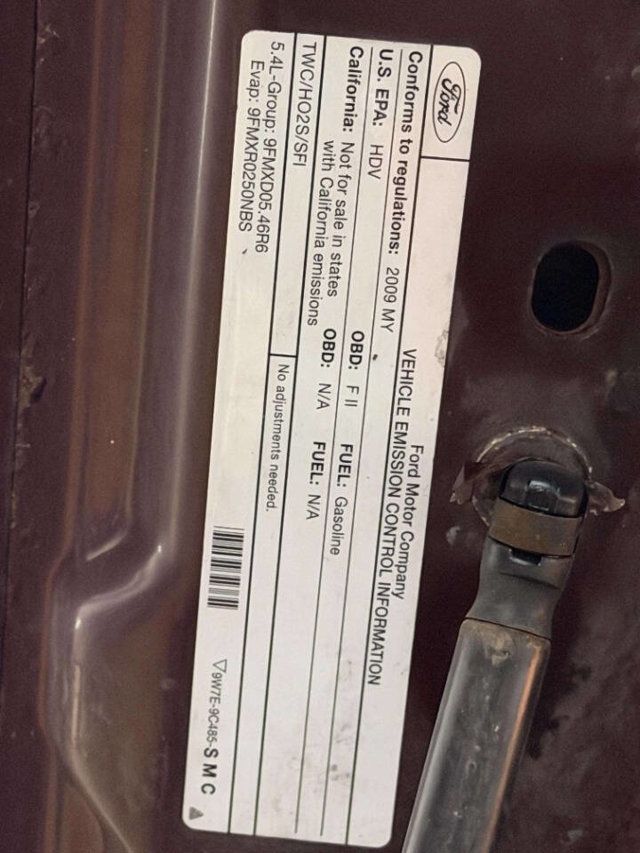 Ford
Ford Motor Company
VEHICLE EMISSION CONTROL INFORMATION
Conforms to regulations: 2009 MY
U.S. EPA: HDV OBD: F II FUEL: Gasoline
California: Not for sale in states
with California emissions OBD: N/A FUEL: N/A
TWC/HO2S/SFI
No adjustments needed.
5.4L-Group: 9FMXD05.46R6
Evap: 9FMXR0250NBS
▽9W7E-9C485-S M C